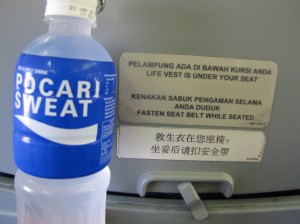 POCARI
SWEAT
PELAMPUNG ADA DI BAWAH KURSI ANDA
LIFE VEST IS UNDER YOUR SEAT
KENAKAN SABUK PENGAMAN SELAMA
ANDA DUDUK
FASTEN SEAT BELT WHILE SEATED
救生衣在您座椅下
坐妥后请扣安全带